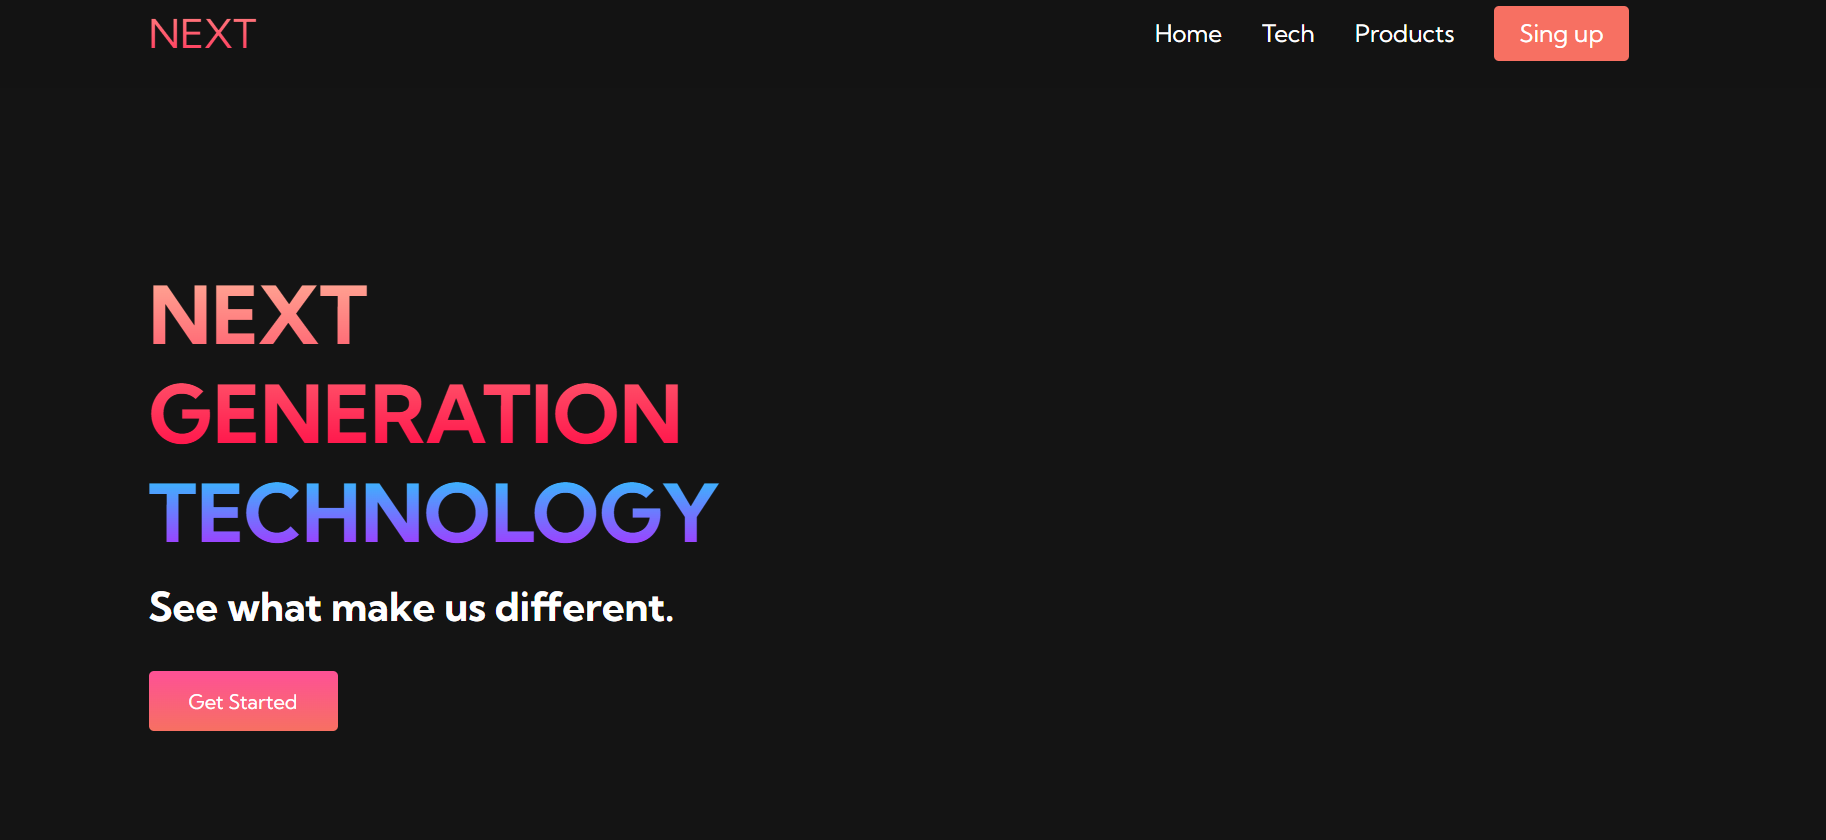 NEXT
Home Tech Products Sing up
NEXT
GENERATION
TECHNOLOGY
See what make us different.
Get Started